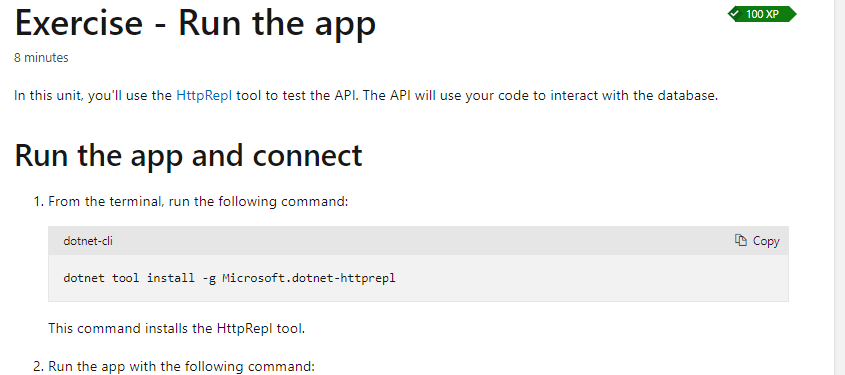 Exercise - Run the app
100 XP
8 minutes
In this unit, you'll use the HttpRepl tool to test the API. The API will use your code to interact with the database.
Run the app and connect
1. From the terminal, run the following command:
dotnet-cli
Copy
dotnet tool install -g Microsoft.dotnet-httprepl
This command installs the HttpRepl tool.
2. Run the app with the following command: